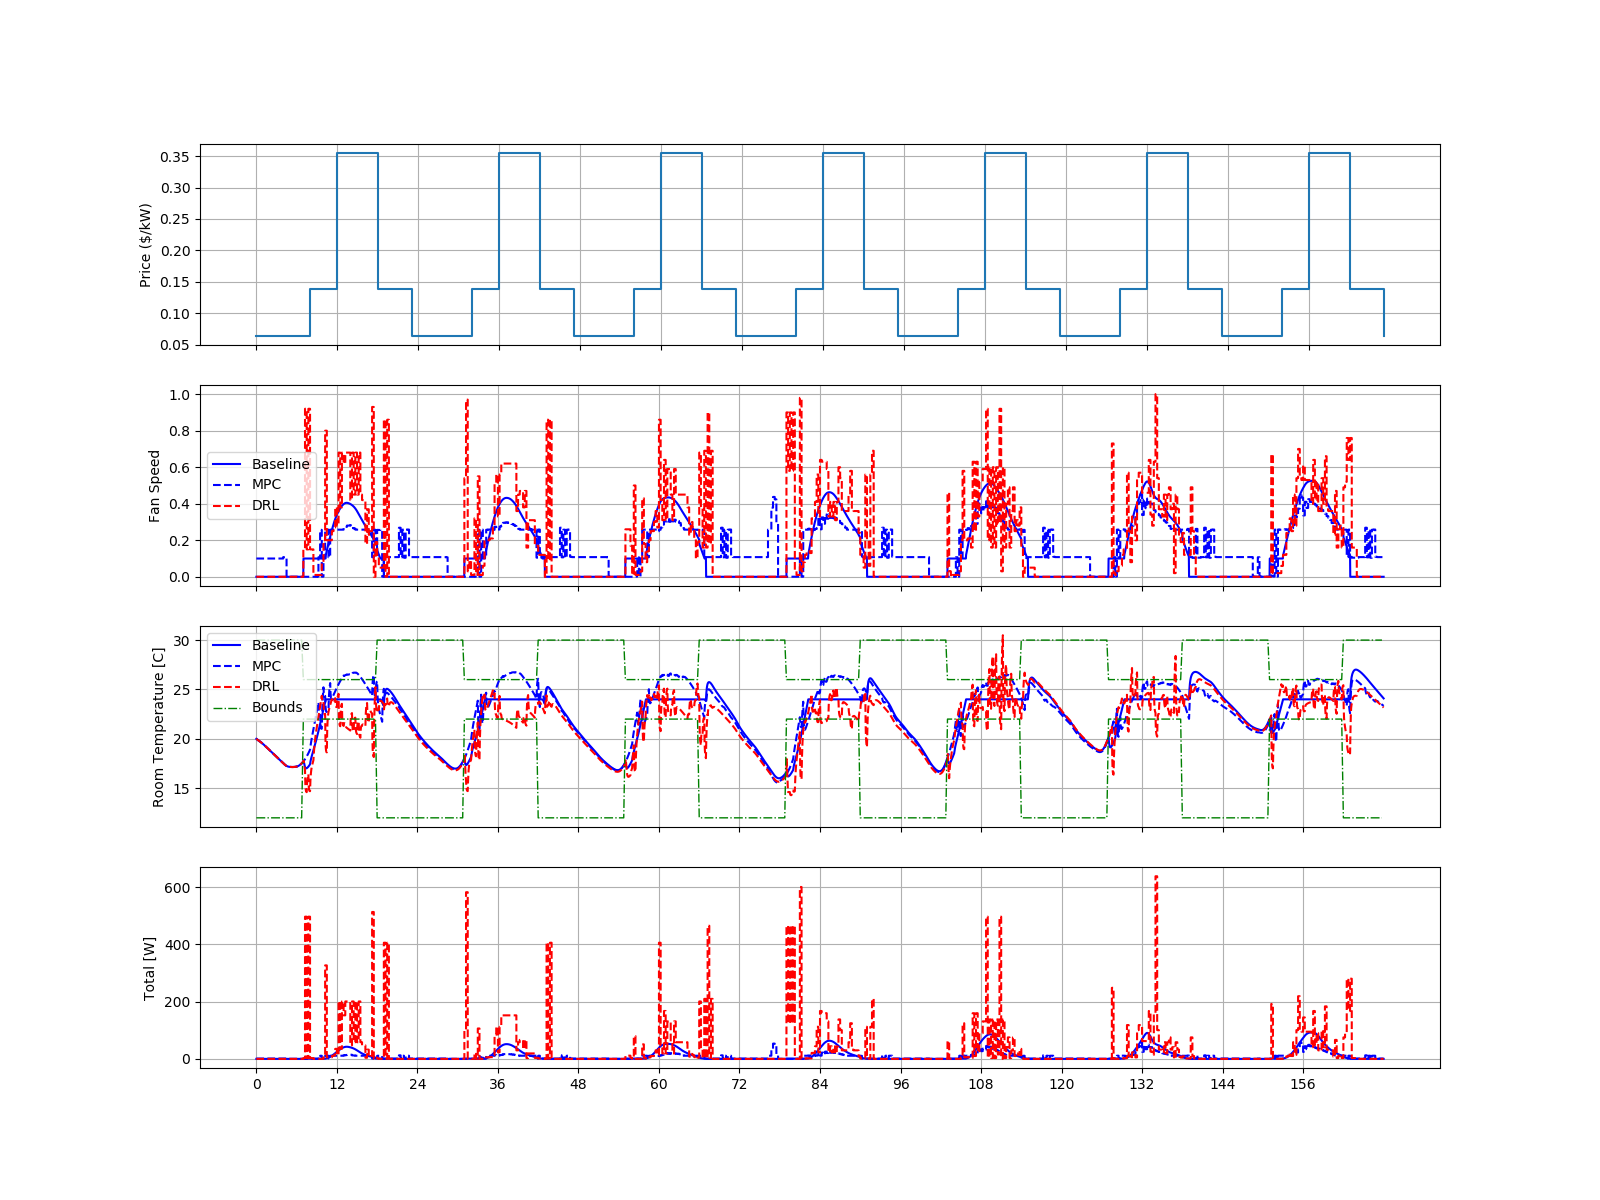 0.35
0.30
0.25
0.20
0.15
0.10
0.05
Price ($/kW)
1.0
0.8
0.6
0.4
0.2
0.0
Fan Speed
Baseline
MPC
DRL
30
25
20
15
Room Temperature [C]
Baseline
MPC
DRL
Bounds
600
400
200
0
Total [W]
0 12 24 36 48 60 72 84 96 108 120 132 144 156